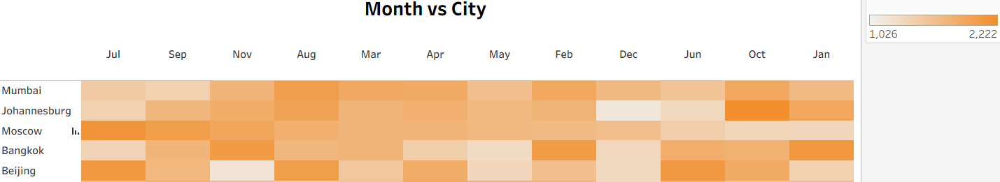 Month vs City
1,026 2,222
Jul Sep Nov Aug Mar Apr May Feb Dec Jun Oct Jan
Mumbai
Johannesburg
Moscow
Bangkok
Beijing